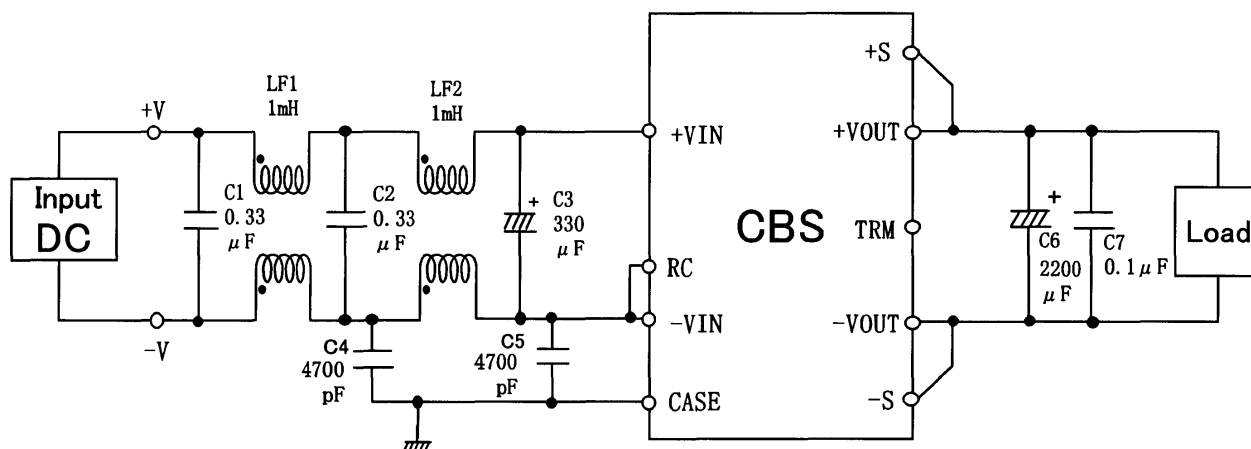 LF1
1mH
LF2
1mH
+V
-V
Input
DC
C1
0.33
μF
C2
0.33
μF
+
C3
330
μF
C4
4700
pF
C5
4700
pF
+VIN
RC
-VIN
CASE
CBS
+S
+VOUT
TRM
-VOUT
-S
+
C6
2200
μF
C7
0.1μF
Load